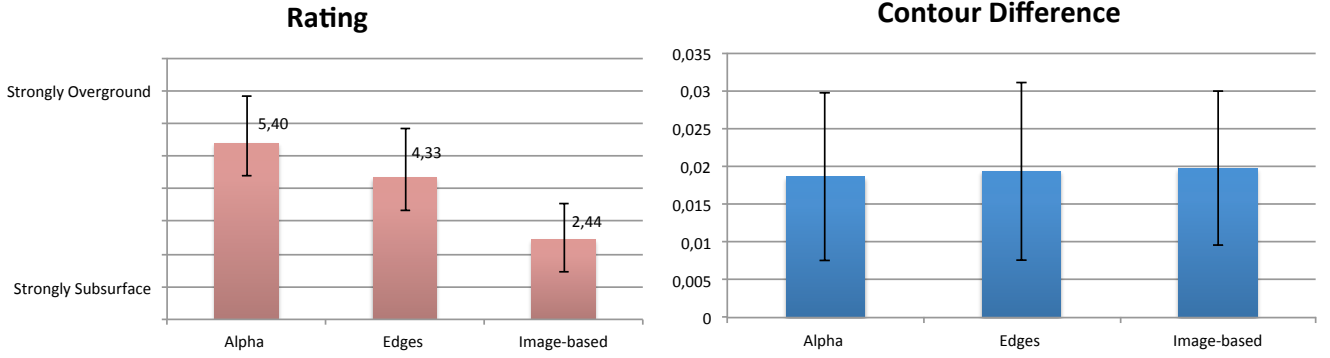 Rating
Strongly Overground
Strongly Subsurface
5,40
4,33
2,44
Alpha
Edges
Image-based
Contour Difference
0,035
0,03
0,025
0,02
0,015
0,01
0,005
0
Alpha
Edges
Image-based